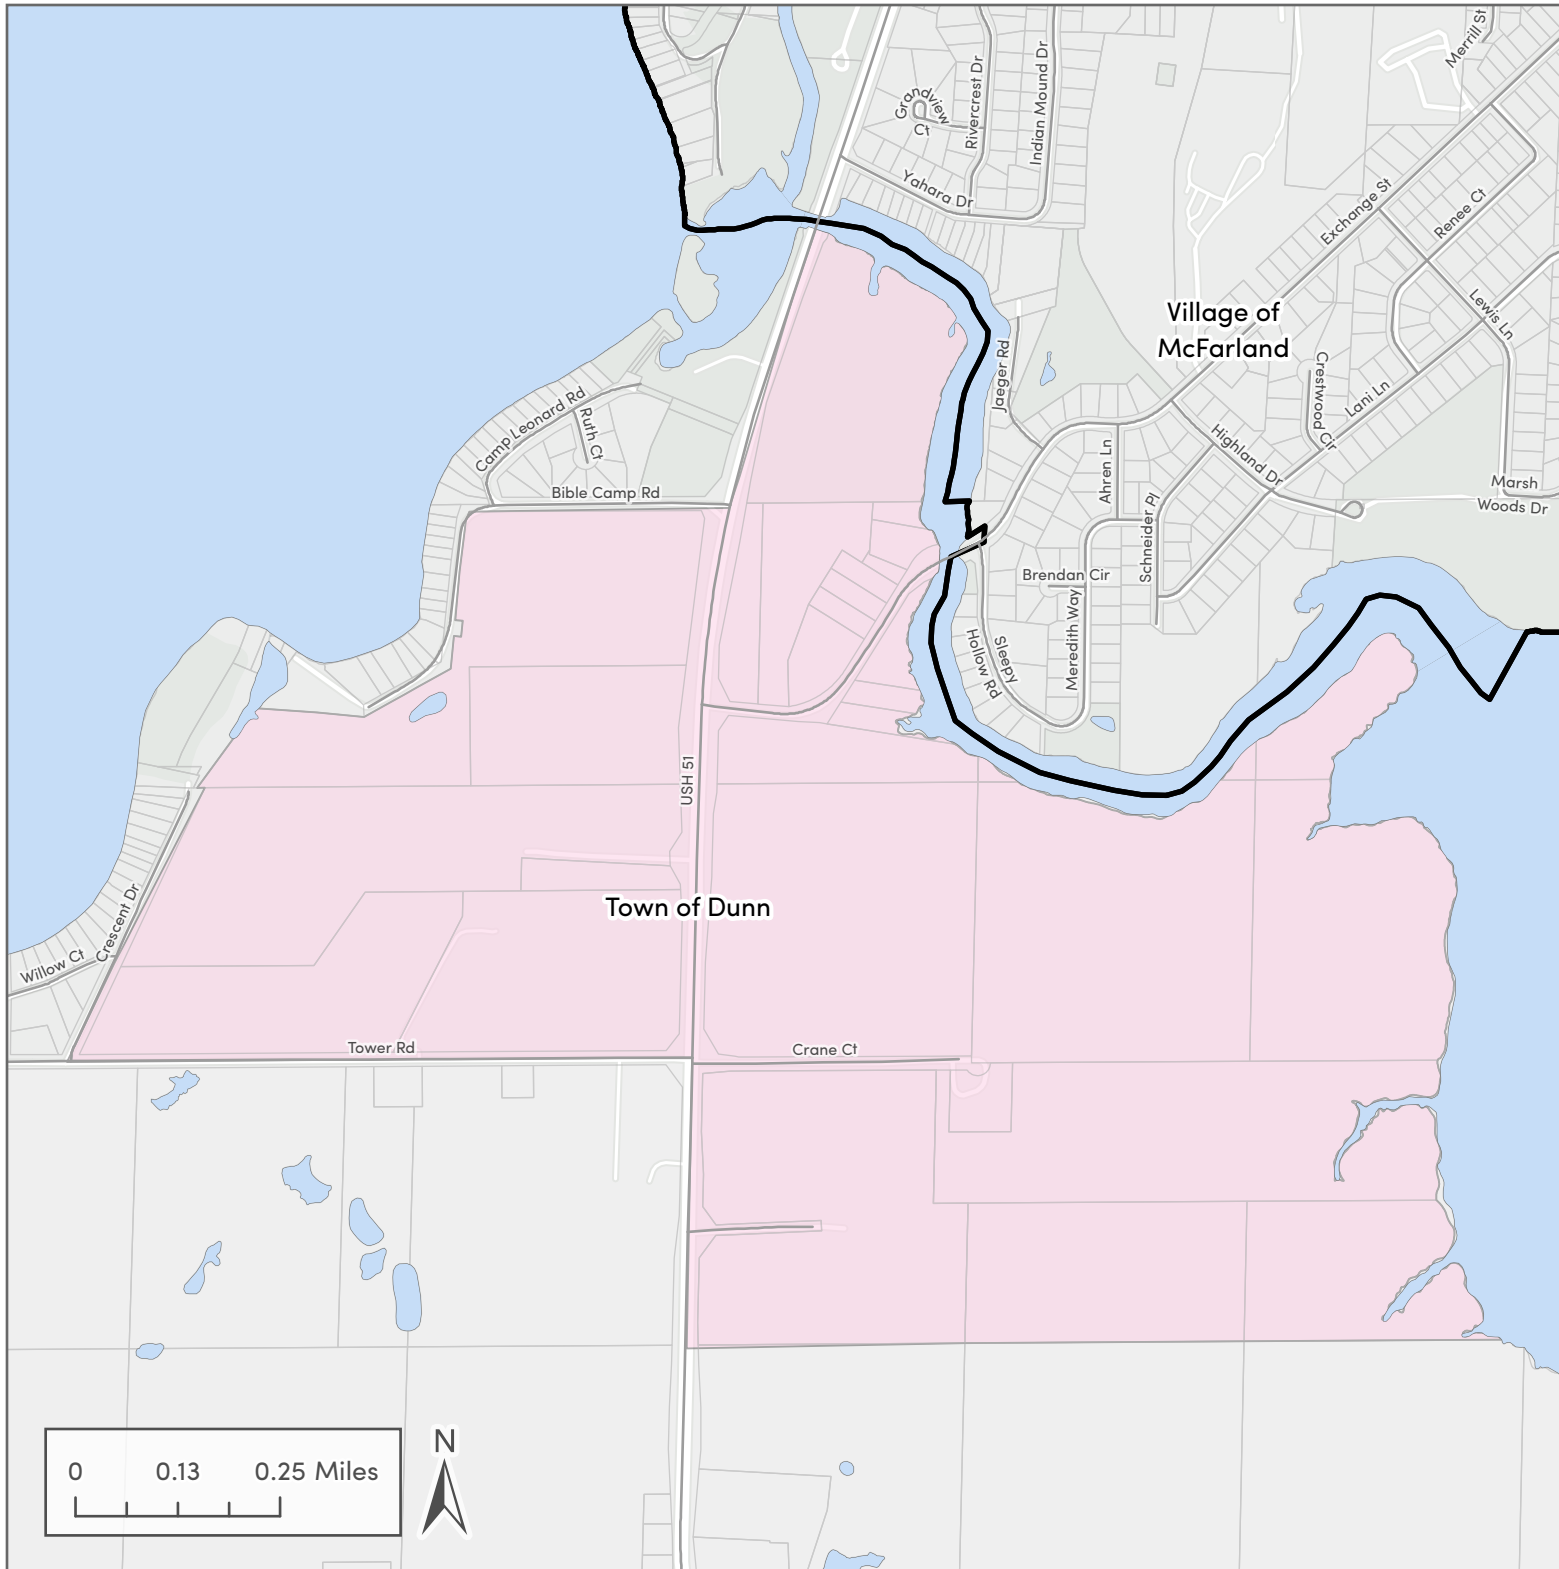 Merrill St
Grandview
Ct
Rivercrest Dr
Indian Mound Dr
Yahara Dr
Exchange St
Renee Ct
Lewis Ln
Village of
McFarland
Jaeger Rd
Crestwood Cir
Lani Ln
Camp Leonard Rd
Ruth Ct
Highland Dr
Ahren Ln
Bible Camp Rd
Marsh
Woods Dr
Schneider Pl
Brendan Cir
Meredith Way
Sleepy
Hollow Rd
USH 51
Town of Dunn
Crescent Dr
Willow Ct
Tower Rd
Crane Ct
N
0 0.13 0.25 Miles